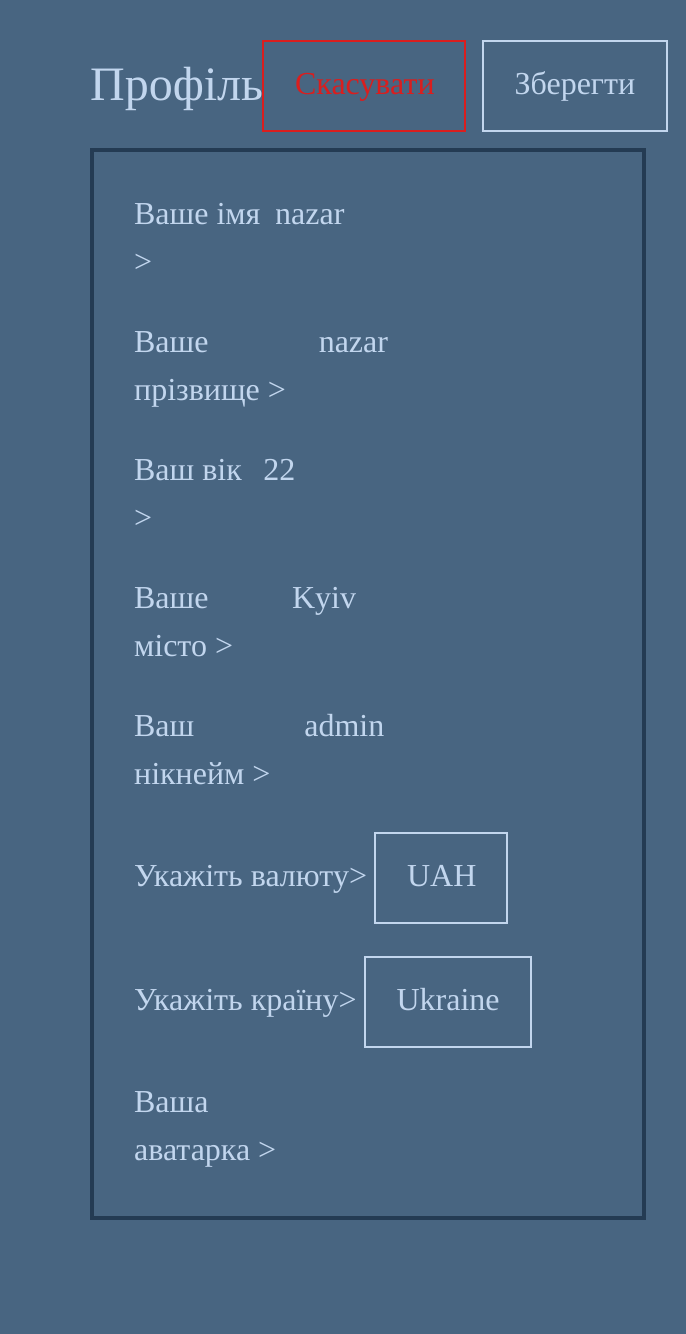 Профіль Скасувати Зберегти
Ваше імя nazar
>
Ваше nazar
прізвище >
Ваш вік 22
>
Ваше Kyiv
місто >
Ваш admin
нікнейм >
Укажіть валюту> UAH
Укажіть країну> Ukraine
Ваша
аватарка >